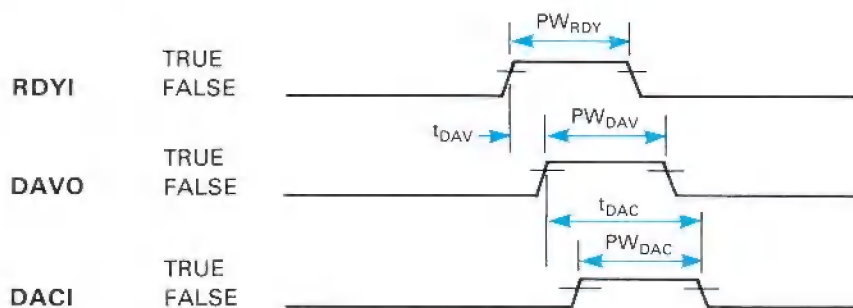 PW_RDY
TRUE
RDYI FALSE
PW_DAV
t_DAV
TRUE
DAVO FALSE
t_DAC
PW_DAC
TRUE
DACI FALSE